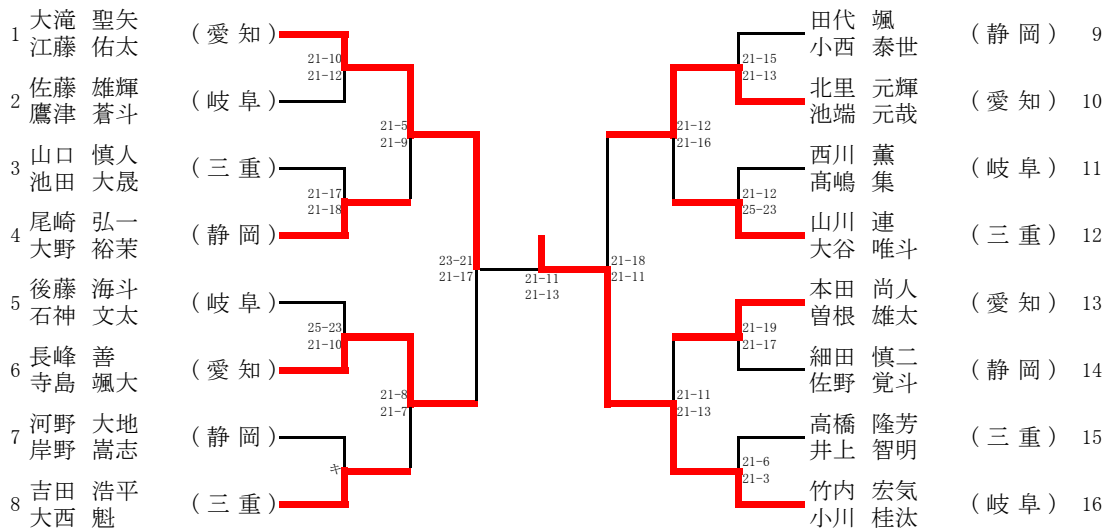 1 大滝 聖矢 (愛知)
江藤 佑太
21-10
21-12
2 佐藤 雄輝 (岐阜)
鷹津 蒼斗
21-5
21-9
3 山口 慎人 (三重)
池田 大晟
21-17
21-18
4 尾崎 弘一 (静岡)
大野 裕茉
23-21
21-17
5 後藤 海斗 (岐阜)
石神 文太
25-23
21-10
6 長峰 善 (愛知)
寺島 颯大
21-8
21-7
7 河野 大地 (静岡)
岸野 嵩志
キ
8 吉田 浩平 (三重)
大西 魁
21-11
21-13
田代 颯 (静岡) 9
小西 泰世
21-15
21-13
北里 元輝 (愛知) 10
池端 元哉
21-12
21-16
西川 薫 (岐阜) 11
髙嶋 集
21-12
25-23
山川 連 (三重) 12
大谷 唯斗
21-18
21-11
本田 尚人 (愛知) 13
曽根 雄太
21-19
21-17
細田 慎二 (静岡) 14
佐野 覚斗
21-11
21-13
高橋 隆芳 (三重) 15
井上 智明
21-6
21-3
竹内 宏気 (岐阜) 16
小川 桂汰